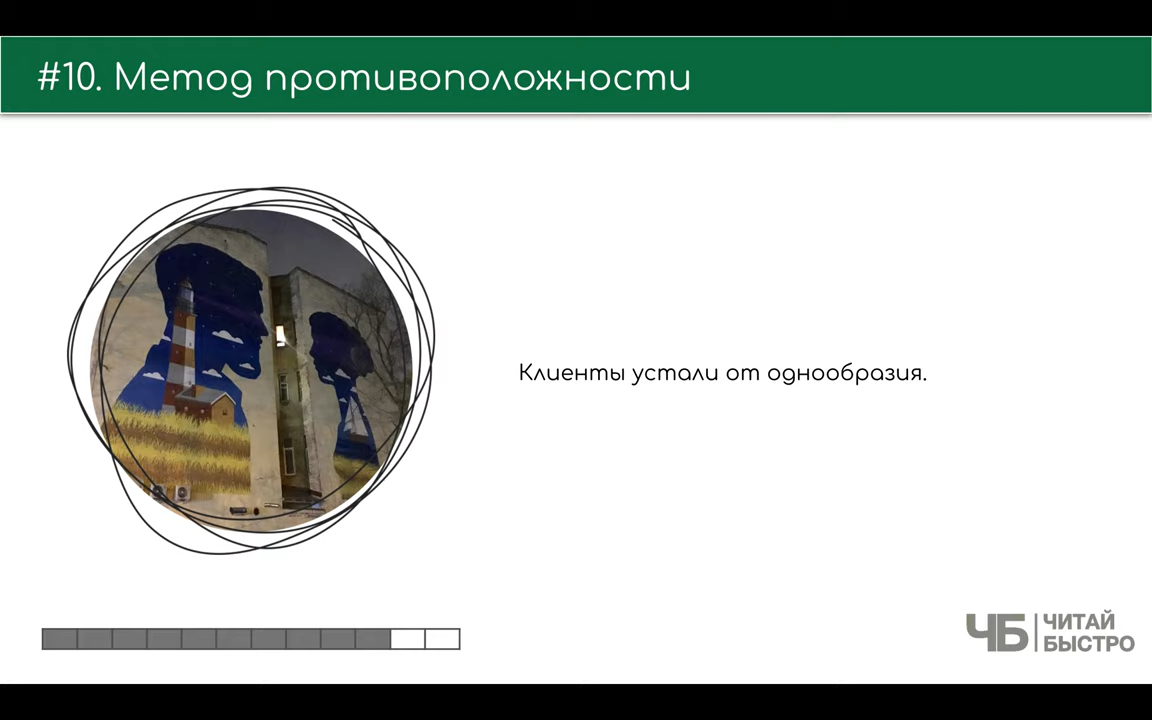 #10. Метод противоположности
Клиенты устали от однообразия.
ЧБ
ЧИТАЙ
БЫСТРО